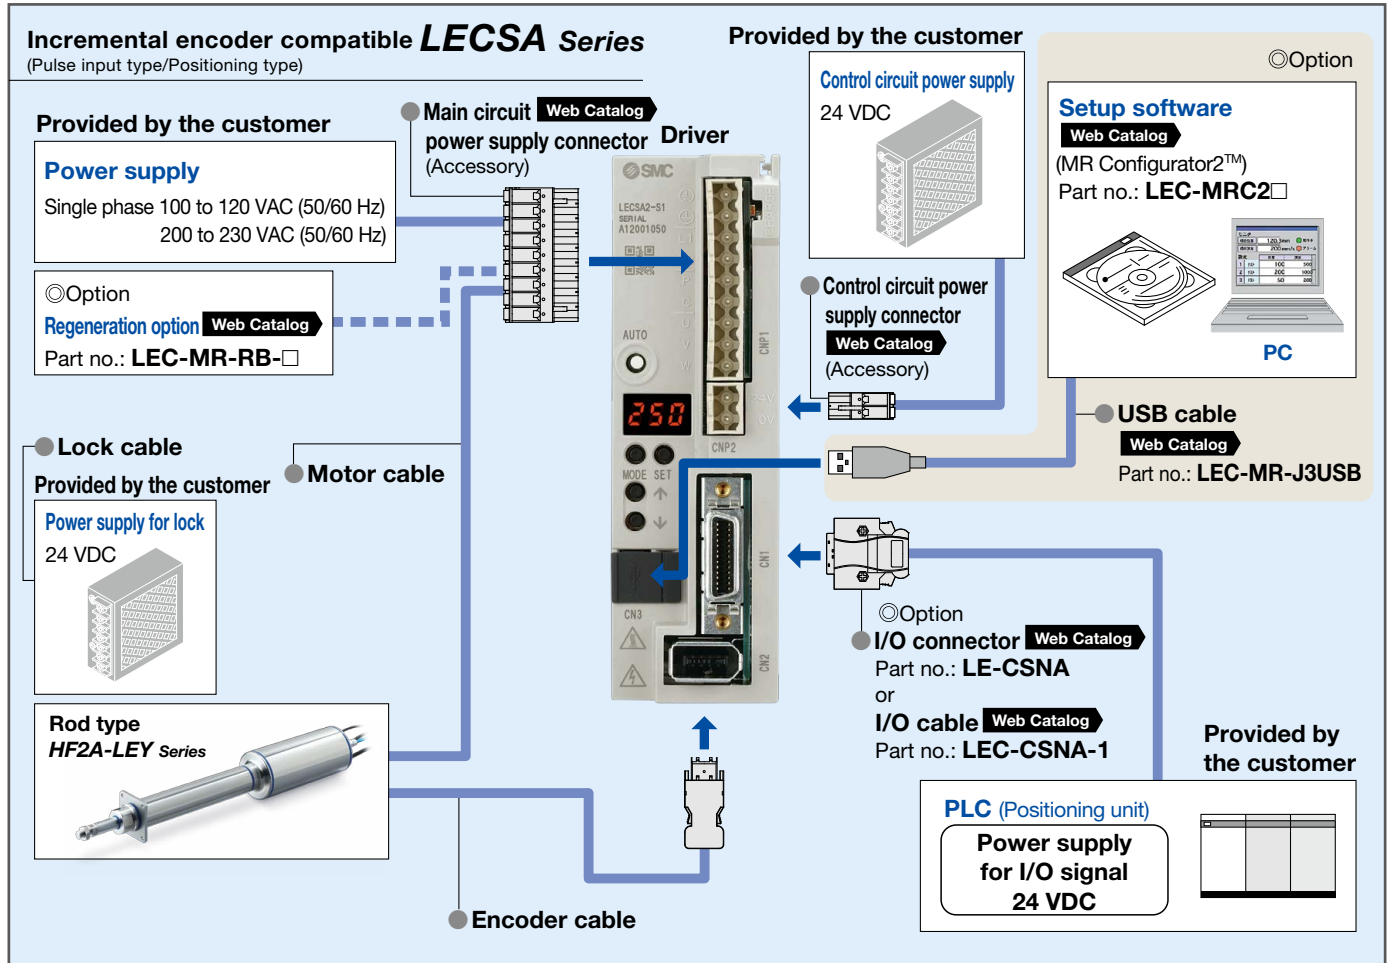 Incremental encoder compatible LECSA Series
(Pulse input type/Positioning type)
Provided by the customer
Power supply
Single phase 100 to 120 VAC (50/60 Hz)
200 to 230 VAC (50/60 Hz)
◎Option
Regeneration option Web Catalog
Part no.: LEC-MR-RB-□
Main circuit Web Catalog
power supply connector
(Accessory)
Driver
SMC
LECSA2-S1
SERIAL
A12001050
AUTO
250
MODE SET
CNP1
24V
0V
CNP2
CN1
CN3
CN2
U
V
W
Provided by the customer
Control circuit power supply
24 VDC
Control circuit power
supply connector
Web Catalog
(Accessory)
◎Option
Setup software
Web Catalog
(MR Configurator2™)
Part no.: LEC-MRC2□
PC
USB cable
Web Catalog
Part no.: LEC-MR-J3USB
Lock cable
Motor cable
Provided by the customer
Power supply for lock
24 VDC
Rod type
HF2A-LEY Series
Encoder cable
◎Option
I/O connector Web Catalog
Part no.: LE-CSNA
or
I/O cable Web Catalog
Part no.: LEC-CSNA-1
Provided by
the customer
PLC (Positioning unit)
Power supply
for I/O signal
24 VDC